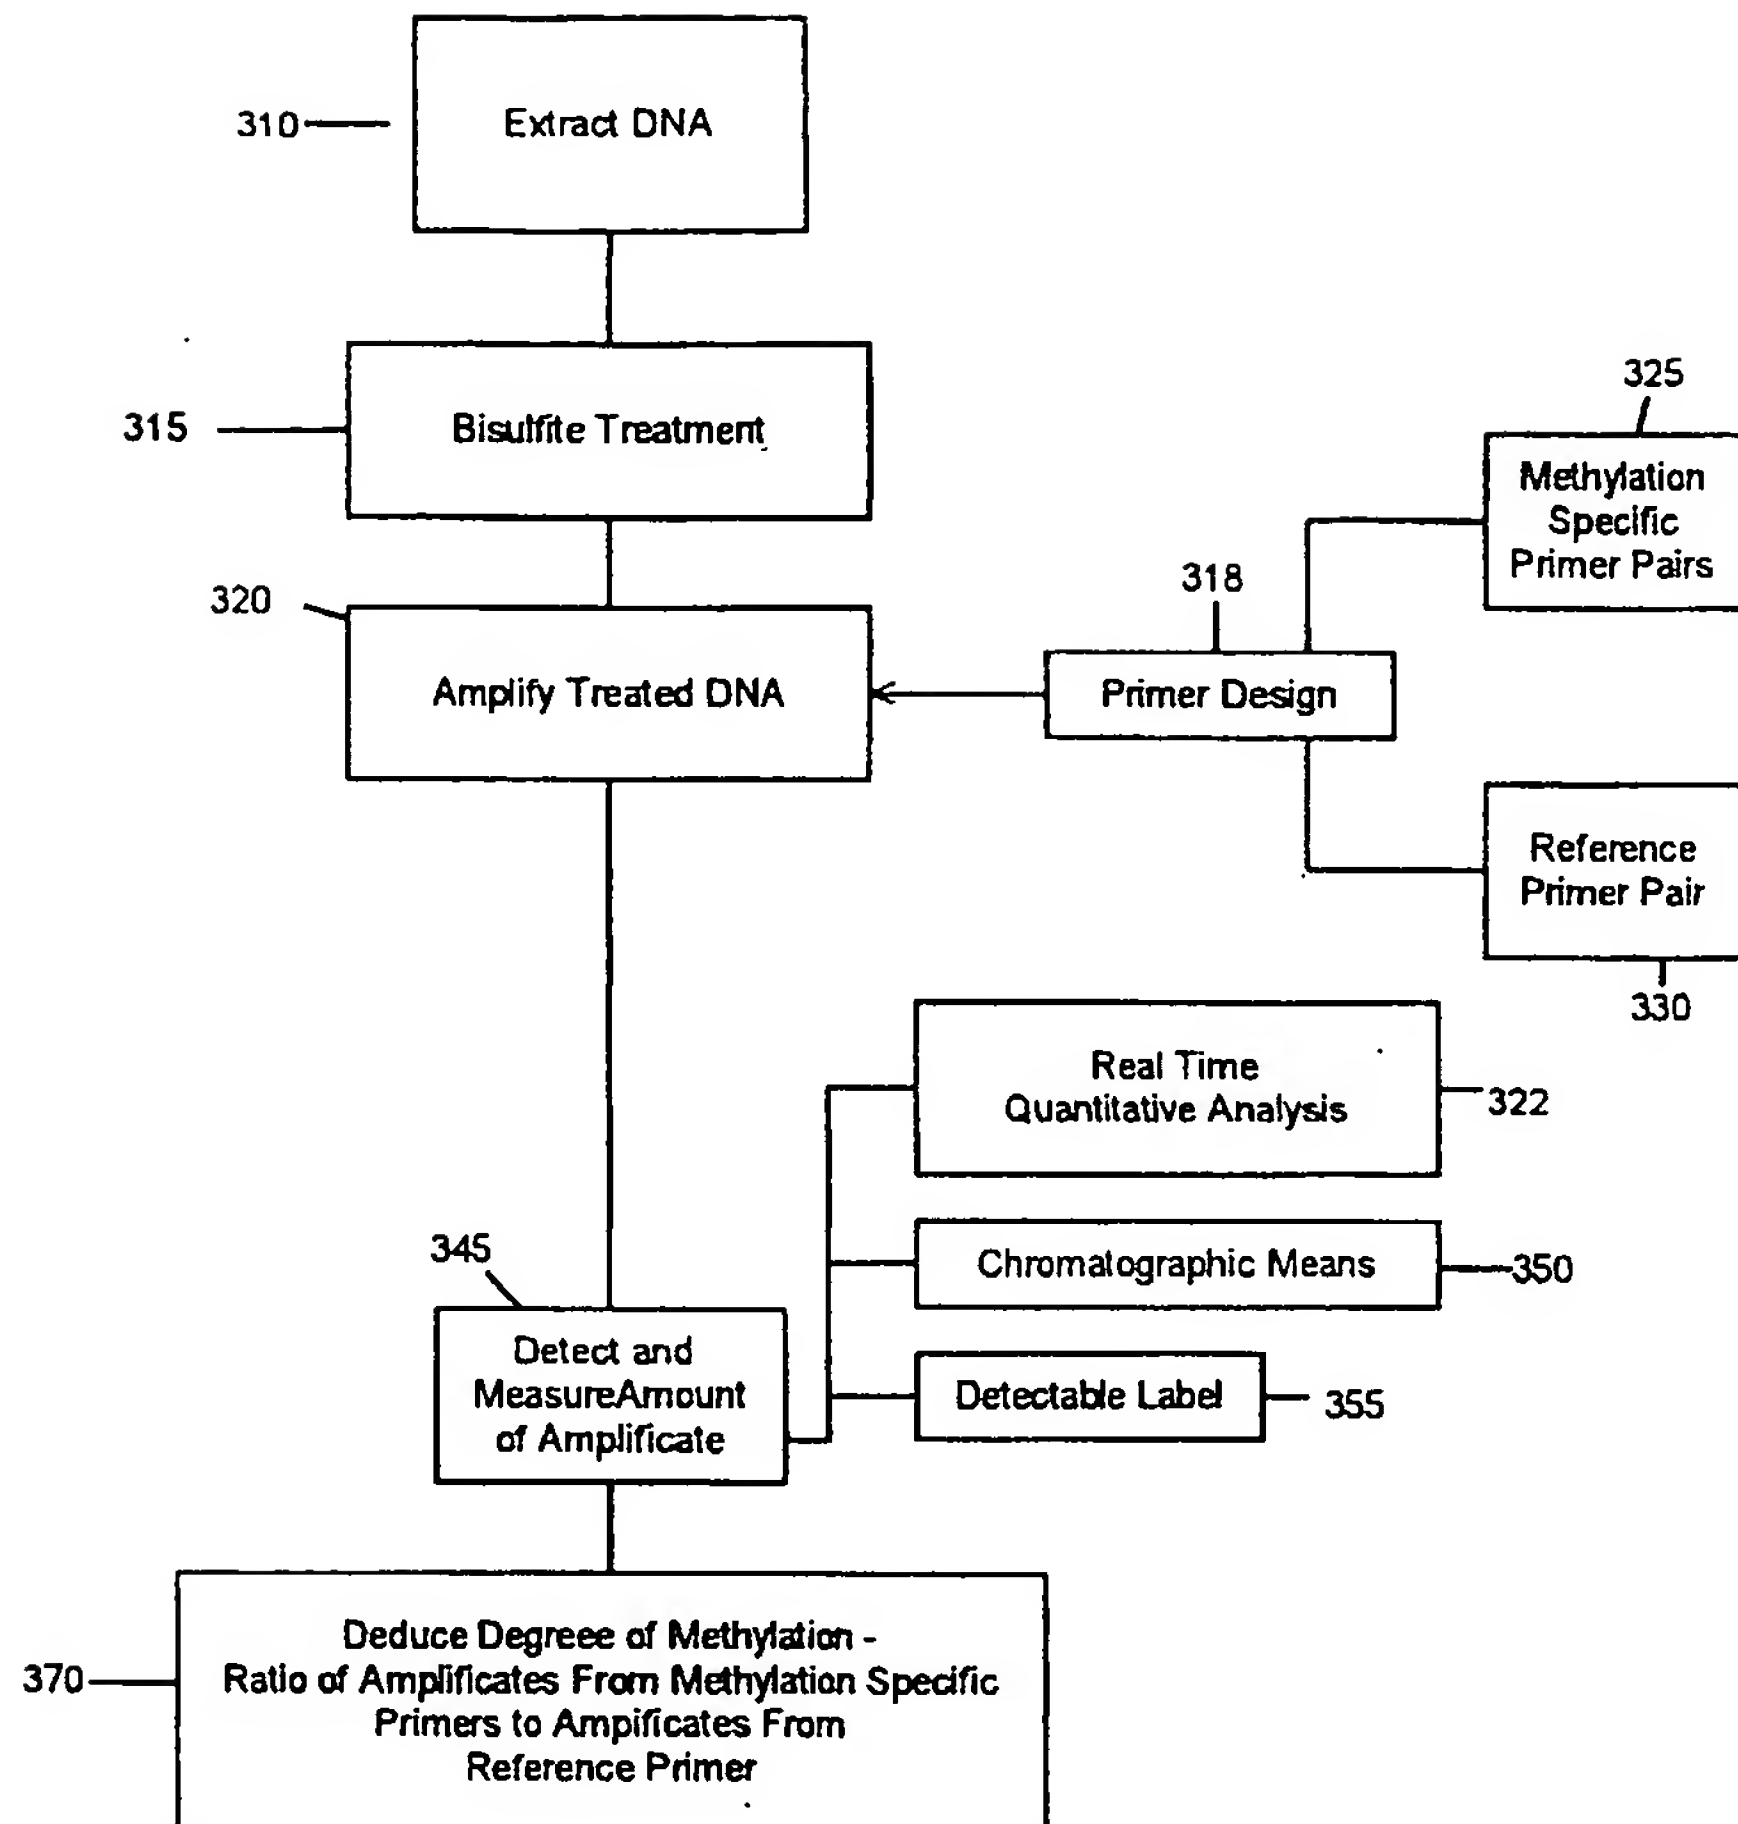 310
Extract DNA
315
Bisulfite Treatment
325
Methylation
Specific
Primer Pairs
320
Amplify Treated DNA
318
Primer Design
Reference
Primer Pair
330
Real Time
Quantitative Analysis
322
345
Chromatographic Means
350
Detect and
MeasureAmount
of Amplificate
Detectable Label
355
370
Deduce Degreee of Methylation -
Ratio of Amplificates From Methylation Specific
Primers to Ampificates From
Reference Primer